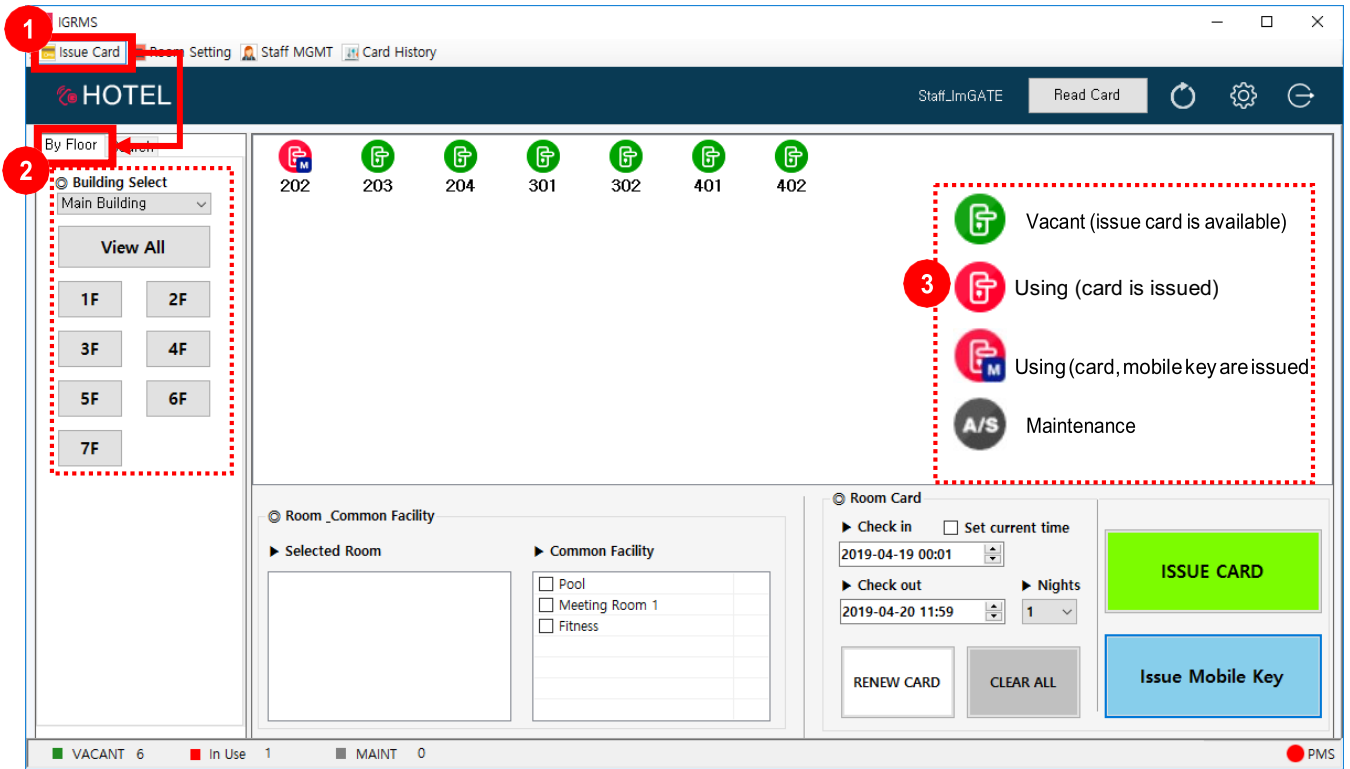 1
IGRMS
Issue Card Room Setting Staff MGMT Card History
HOTEL
Staff_ImGATE Read Card
By Floor
2
◎ Building Select
Main Building
View All
1F 2F
3F 4F
5F 6F
7F
M
202 203 204 301 302 401 402
Vacant (issue card is available)
3
Using (card is issued)
M
Using (card, mobile key are issued
A/S
Maintenance
◎ Room _Common Facility
▶ Selected Room
▶ Common Facility
Pool
Meeting Room 1
Fitness
◎ Room Card
▶ Check in Set current time
2019-04-19 00:01
▶ Check out ▶ Nights
2019-04-20 11:59 1
RENEW CARD CLEAR ALL
ISSUE CARD
Issue Mobile Key
VACANT 6 In Use 1 MAINT 0
PMS